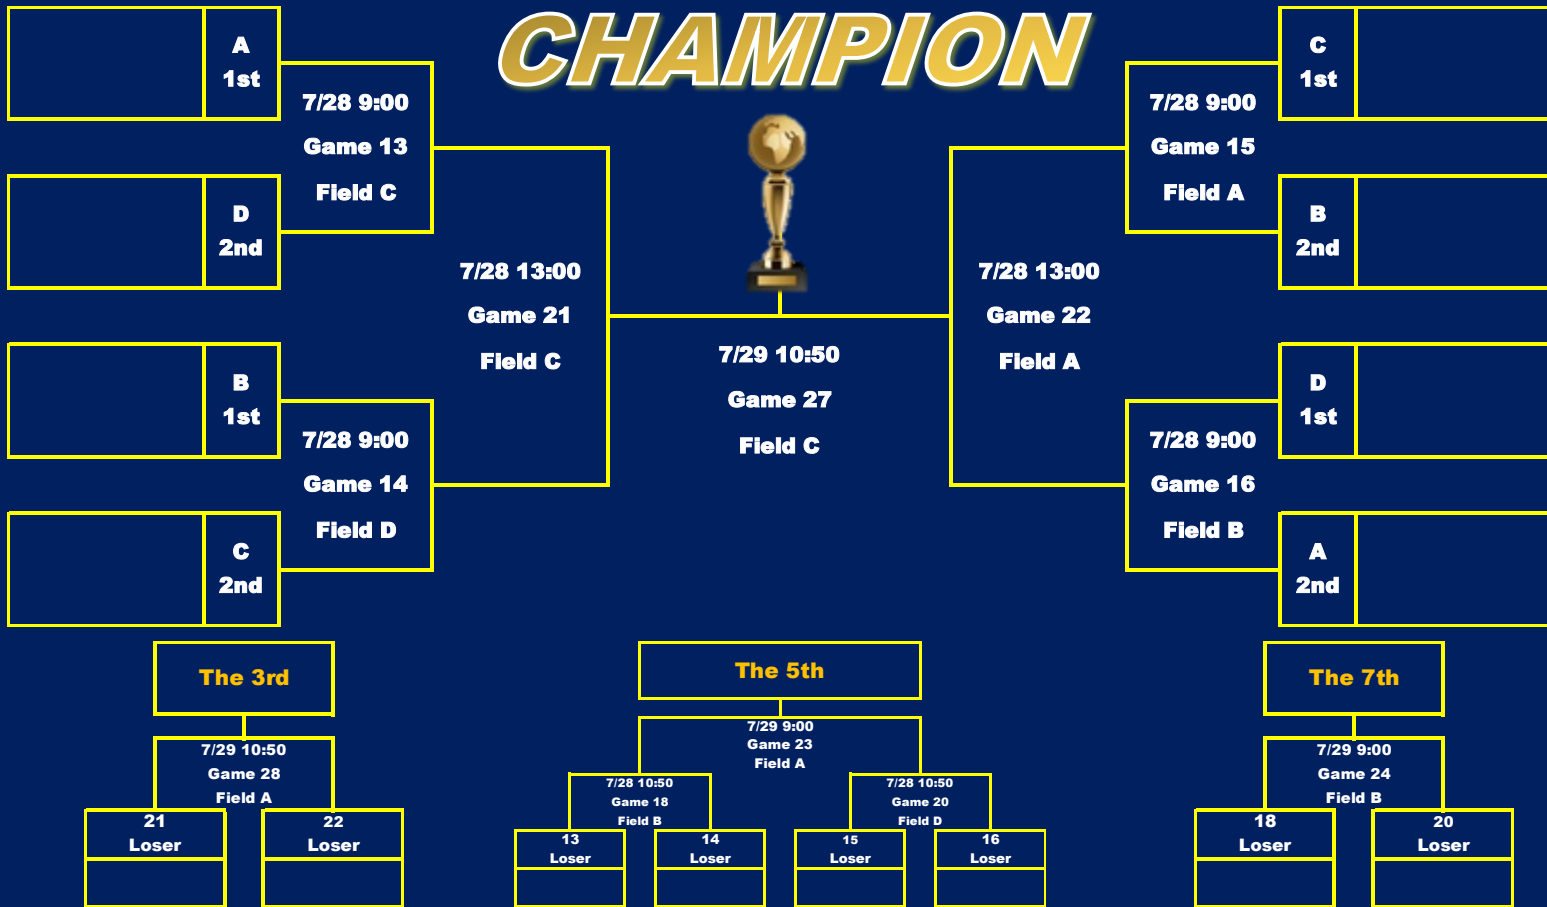 CHAMPION
A
1st
7/28 9:00
Game 13
Field C
D
2nd
7/28 13:00
Game 21
Field C
B
1st
7/28 9:00
Game 14
Field D
C
2nd
7/29 10:50
Game 27
Field C
C
1st
7/28 9:00
Game 15
Field A
B
2nd
7/28 13:00
Game 22
Field A
D
1st
7/28 9:00
Game 16
Field B
A
2nd
The 3rd
7/29 10:50
Game 28
Field A
21
Loser
22
Loser
The 5th
7/29 9:00
Game 23
Field A
7/28 10:50
Game 18
Field B
7/28 10:50
Game 20
Field D
13
Loser
14
Loser
15
Loser
16
Loser
The 7th
7/29 9:00
Game 24
Field B
18
Loser
20
Loser